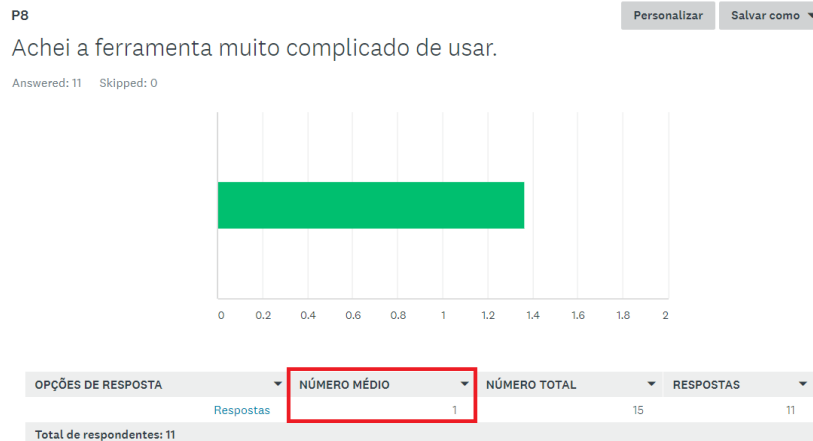 P8
Personalizar
Salvar como
Achei a ferramenta muito complicado de usar.
Answered: 11 Skipped: 0
0 0.2 0.4 0.6 0.8 1 1.2 1.4 1.6 1.8 2
OPÇÕES DE RESPOSTA NÚMERO MÉDIO NÚMERO TOTAL RESPOSTAS
Respostas 1 15 11
Total de respondentes: 11